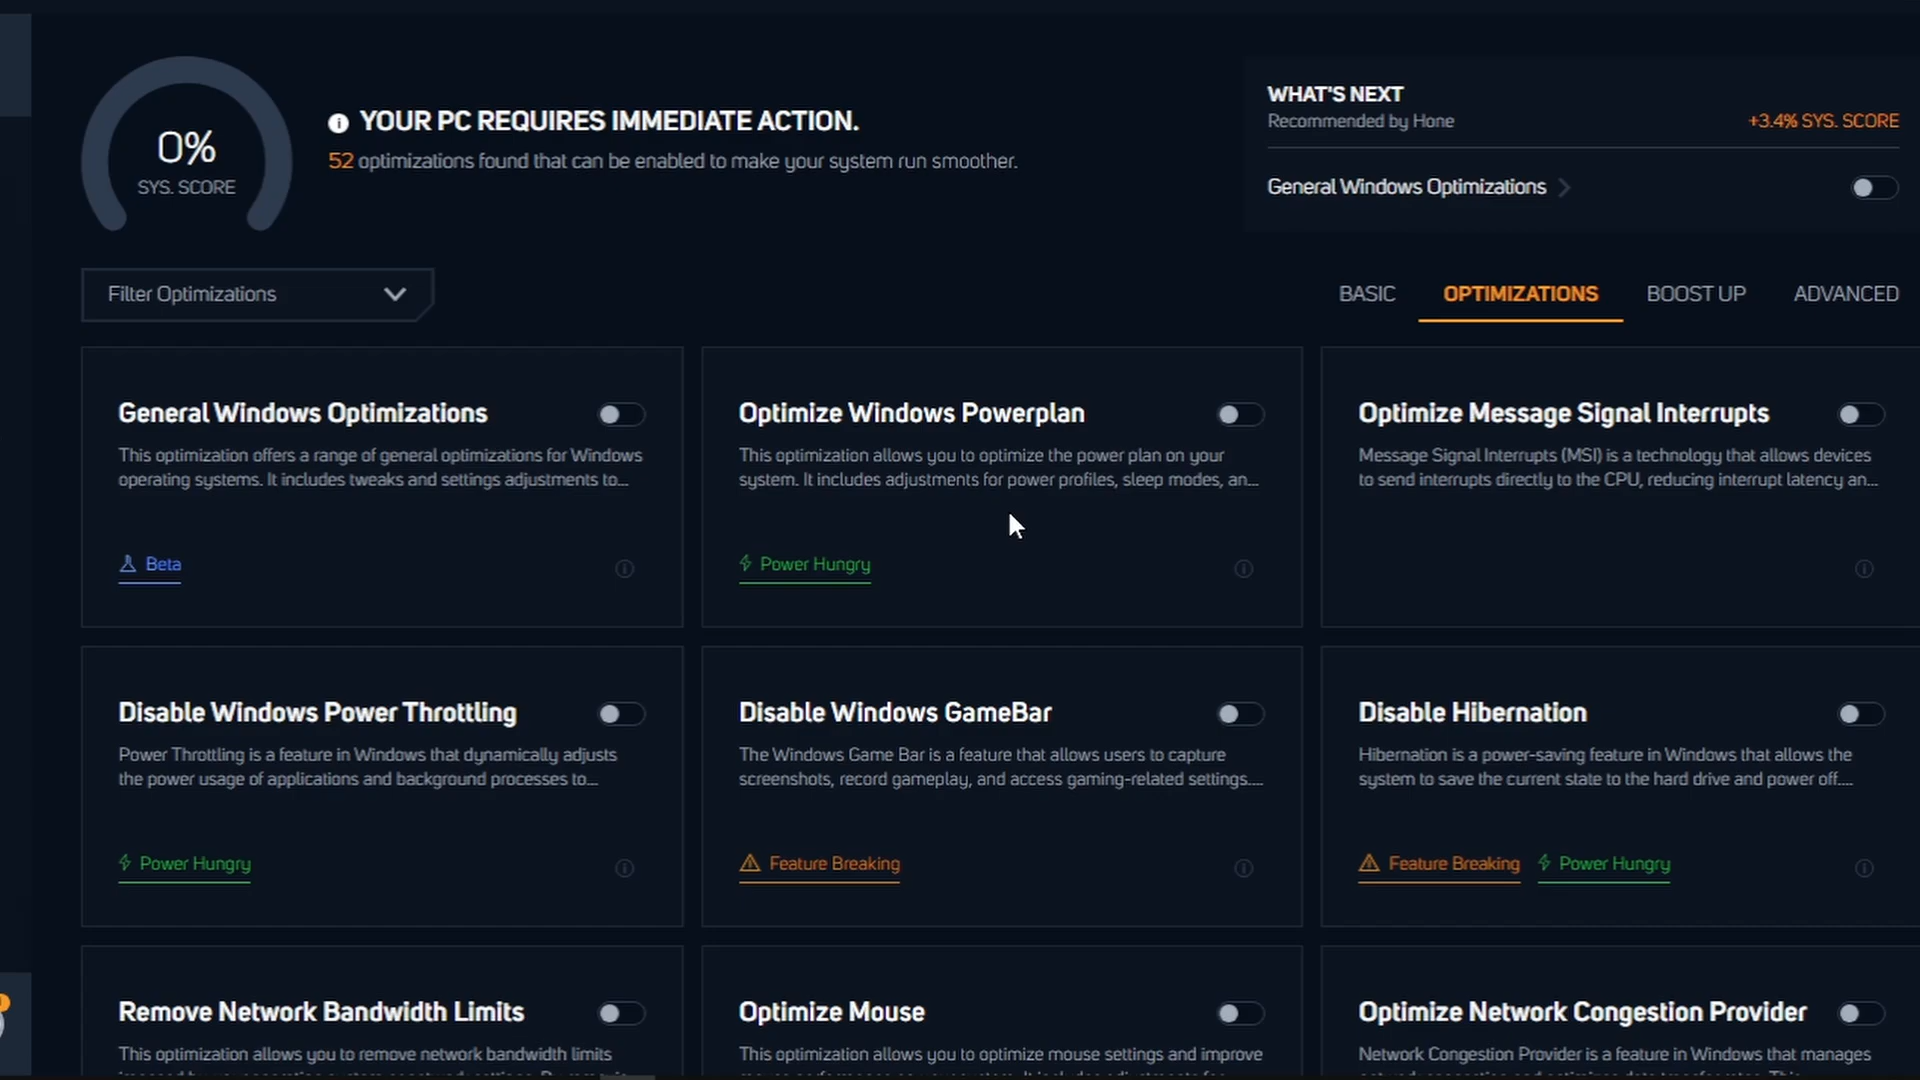 0%
SYS. SCORE
YOUR PC REQUIRES IMMEDIATE ACTION.
52 optimizations found that can be enabled to make your system run smoother.
WHAT'S NEXT
Recommended by Hone
+3.4% SYS. SCORE
General Windows Optimizations
Filter Optimizations
BASIC
OPTIMIZATIONS
BOOST UP
ADVANCED
General Windows Optimizations
This optimization offers a range of general optimizations for Windows
operating systems. It includes tweaks and settings adjustments to...
Beta
Optimize Windows Powerplan
This optimization allows you to optimize the power plan on your
system. It includes adjustments for power profiles, sleep modes, an...
Power Hungry
Optimize Message Signal Interrupts
Message Signal Interrupts (MSI) is a technology that allows devices
to send interrupts directly to the CPU, reducing interrupt latency an...
Disable Windows Power Throttling
Power Throttling is a feature in Windows that dynamically adjusts
the power usage of applications and background processes to...
Power Hungry
Disable Windows GameBar
The Windows Game Bar is a feature that allows users to capture
screenshots, record gameplay, and access gaming-related settings....
Feature Breaking
Disable Hibernation
Hibernation is a power-saving feature in Windows that allows the
system to save the current state to the hard drive and power off....
Feature Breaking
Power Hungry
Remove Network Bandwidth Limits
This optimization allows you to remove network bandwidth limits
Optimize Mouse
This optimization allows you to optimize mouse settings and improve
Optimize Network Congestion Provider
Network Congestion Provider is a feature in Windows that manages